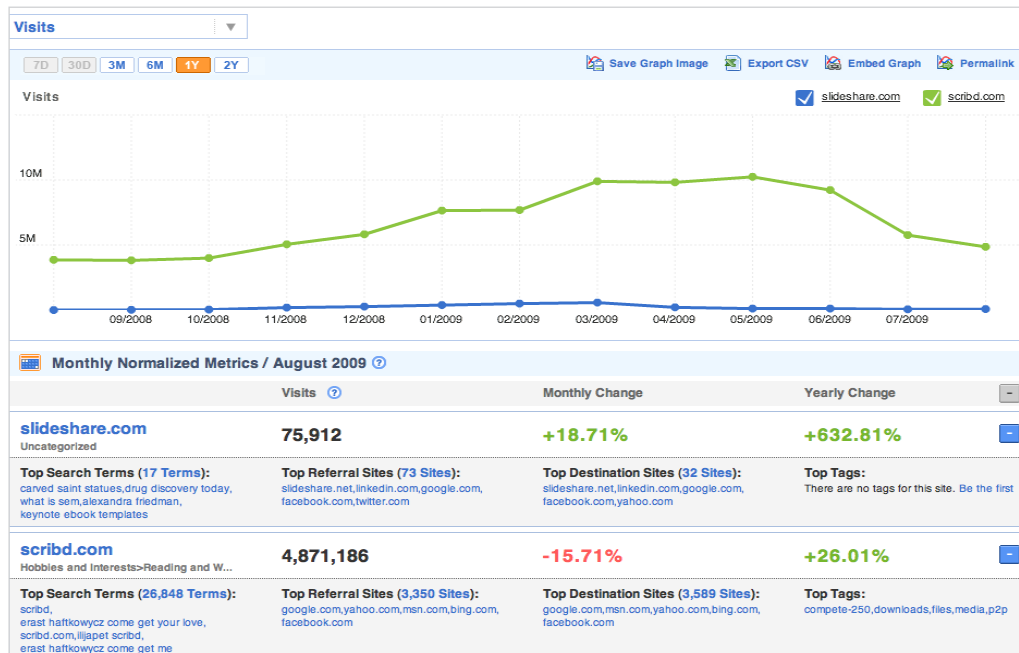 Visits
7D 30D 3M 6M 1Y 2Y Save Graph Image Export CSV Embed Graph Permalink
Visits slideshare.com scribd.com
10M
5M
09/2008 10/2008 11/2008 12/2008 01/2009 02/2009 03/2009 04/2009 05/2009 06/2009 07/2009
Monthly Normalized Metrics / August 2009 ?
Visits ? Monthly Change Yearly Change -
slideshare.com 75,912 +18.71% +632.81% -
Uncategorized
Top Search Terms (17 Terms): Top Referral Sites (73 Sites): Top Destination Sites (32 Sites): Top Tags:
carved saint statues,drug discovery today, slideshare.net,linkedin.com,google.com, slideshare.net,linkedin.com,google.com, There are no tags for this site. Be the first
what is sem,alexandra friedman, facebook.com,twitter.com facebook.com,yahoo.com
keynote ebook templates
scribd.com 4,871,186 -15.71% +26.01% -
Hobbies and Interests>Reading and W...
Top Search Terms (26,848 Terms): Top Referral Sites (3,350 Sites): Top Destination Sites (3,589 Sites): Top Tags:
scribd, google.com,yahoo.com,msn.com,bing.com, google.com,msn.com,yahoo.com,bing.com, compete-250,downloads,files,media,p2p
erast haftkowycz come get your love, facebook.com facebook.com
scribd.com,ilijapet scribd,
erast haftkowycz come get me